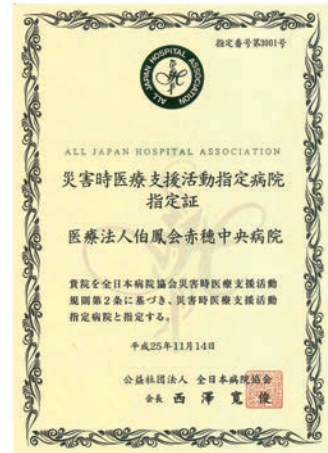 指定番号第3001号
ALL JAPAN HOSPITAL ASSOCIATION
ALL JAPAN HOSPITAL ASSOCIATION
災害時医療支援活動指定病院
指定証
医療法人伯鳳会赤穂中央病院
貴院を全日本病院協会災害時医療支援活動
規則第2条に基づき、災害時医療支援活動
指定病院と指定する。
平成25年11月14日
公益社団法人 全日本病院協会
会長 西澤寛俊